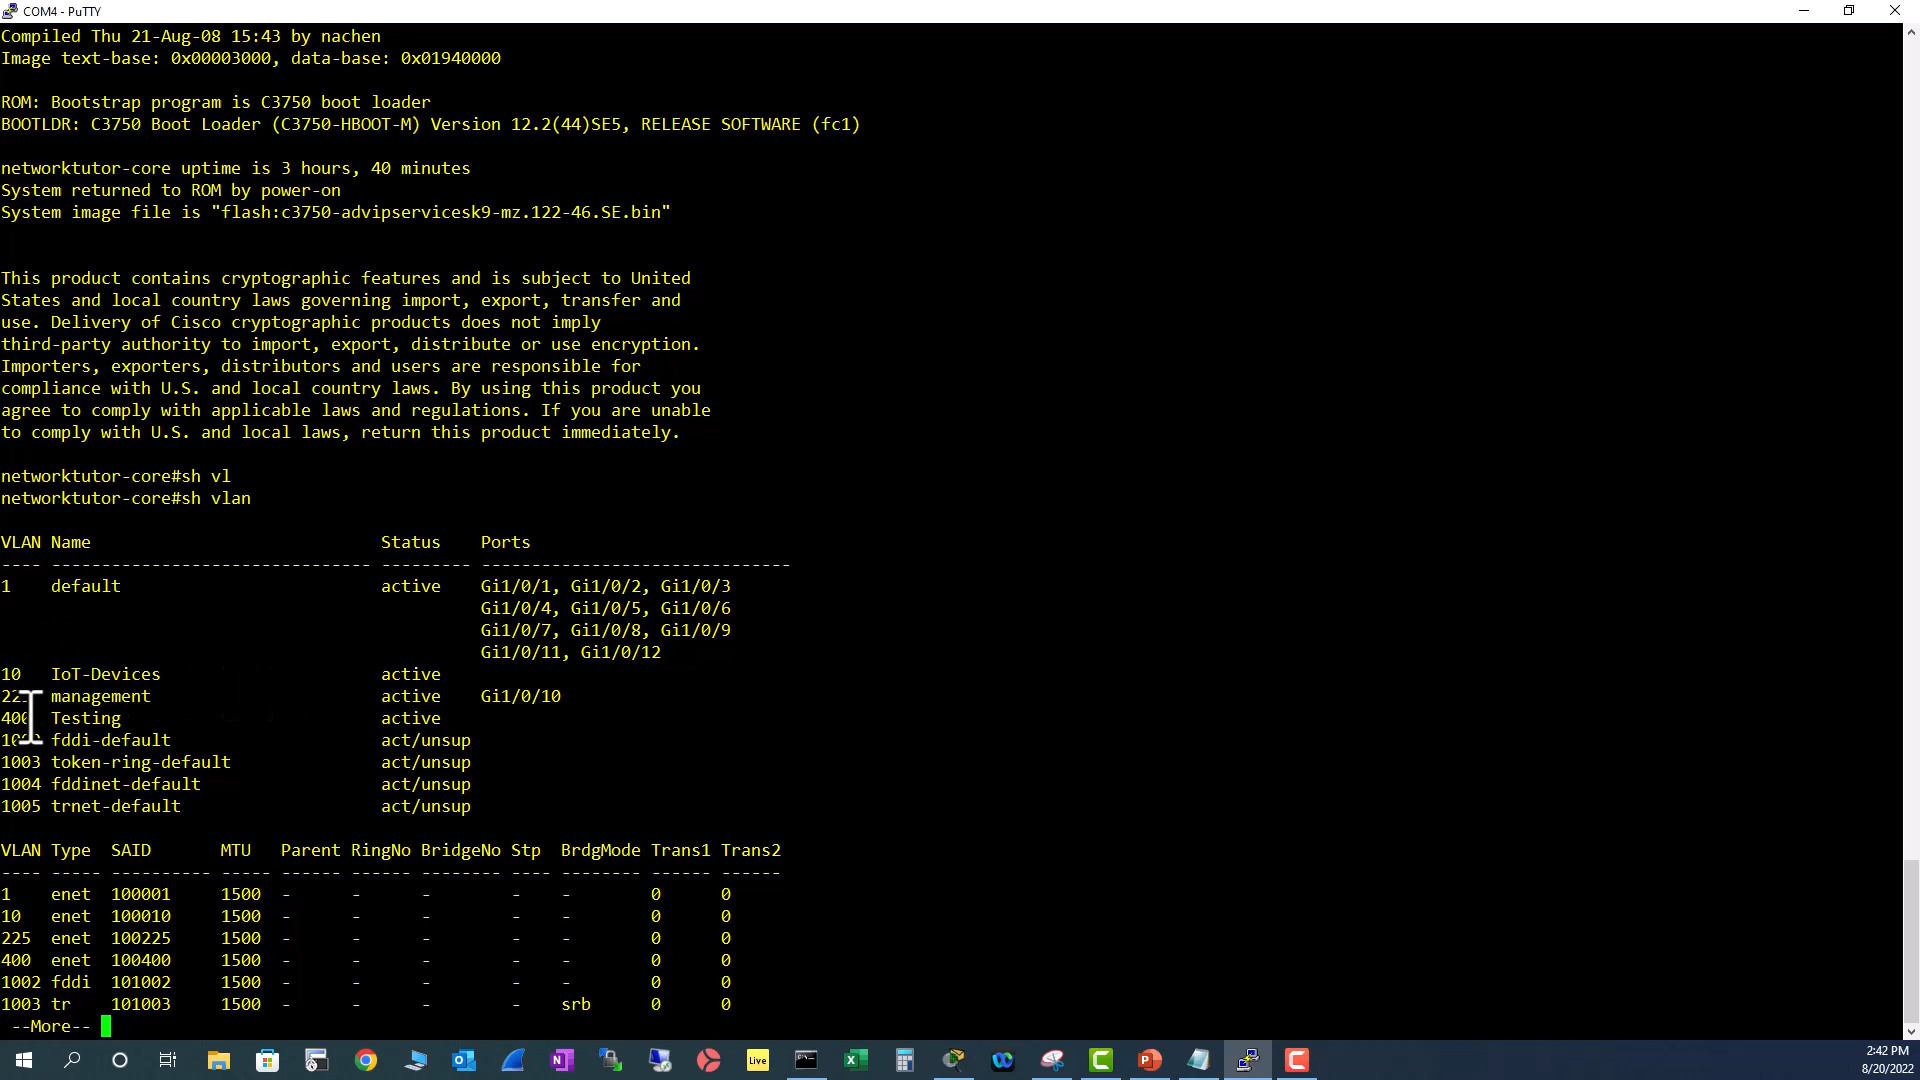 COM4 - PuTTY
Compiled Thu 21-Aug-08 15:43 by nachen
Image text-base: 0x00003000, data-base: 0x01940000
ROM: Bootstrap program is C3750 boot loader
BOOTLDR: C3750 Boot Loader (C3750-HBOOT-M) Version 12.2(44)SE5, RELEASE SOFTWARE (fc1)
networktutor-core uptime is 3 hours, 40 minutes
System returned to ROM by power-on
System image file is "flash:c3750-advipservicesk9-mz.122-46.SE.bin"
This product contains cryptographic features and is subject to United
States and local country laws governing import, export, transfer and
use. Delivery of Cisco cryptographic products does not imply
third-party authority to import, export, distribute or use encryption.
Importers, exporters, distributors and users are responsible for
compliance with U.S. and local country laws. By using this product you
agree to comply with applicable laws and regulations. If you are unable
to comply with U.S. and local laws, return this product immediately.
networktutor-core#sh vl
networktutor-core#sh vlan
VLAN Name                             Status    Ports
---- -------------------------------- --------- -------------------------------
1    default                          active    Gi1/0/1, Gi1/0/2, Gi1/0/3
                                                Gi1/0/4, Gi1/0/5, Gi1/0/6
                                                Gi1/0/7, Gi1/0/8, Gi1/0/9
                                                Gi1/0/11, Gi1/0/12
10   IoT-Devices                      active
225  management                       active    Gi1/0/10
400  Testing                          active
1002 fddi-default                     act/unsup
1003 token-ring-default               act/unsup
1004 fddinet-default                  act/unsup
1005 trnet-default                    act/unsup
VLAN Type  SAID       MTU   Parent RingNo BridgeNo Stp  BrdgMode Trans1 Trans2
---- ----- ---------- ----- ------ ------ -------- ---- -------- ------ ------
1    enet  100001     1500  -      -      -        -    -        0      0
10   enet  100010     1500  -      -      -        -    -        0      0
225  enet  100225     1500  -      -      -        -    -        0      0
400  enet  100400     1500  -      -      -        -    -        0      0
1002 fddi  101002     1500  -      -      -        -    -        0      0
1003 tr    101003     1500  -      -      -        -    srb      0      0
 --More--
Live
2:42 PM
8/20/2022